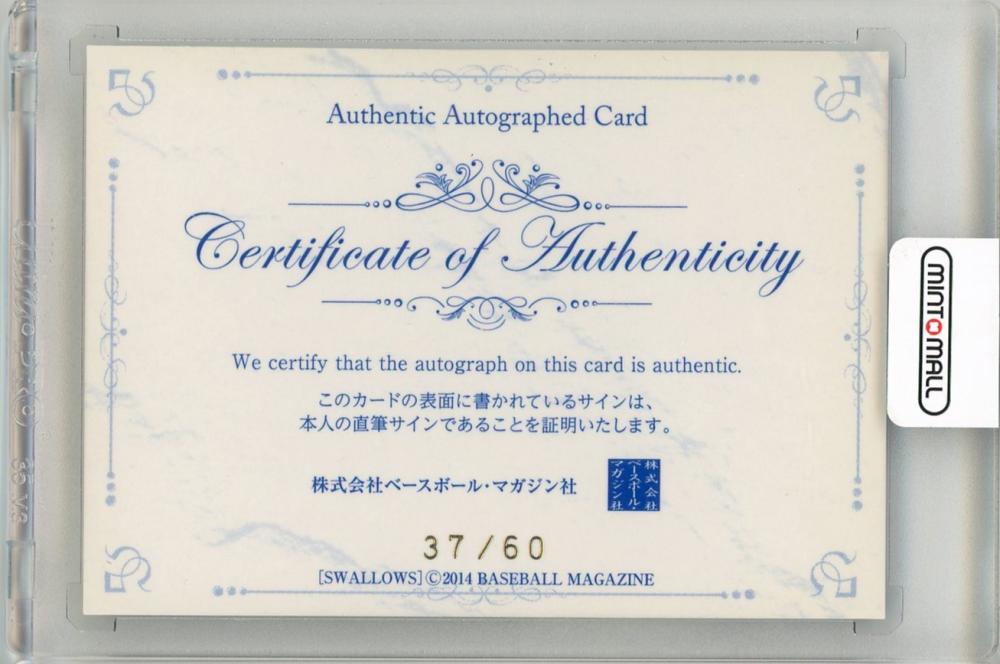 Authentic Autographed Card
Certificate of Authenticity
We certify that the autograph on this card is authentic.
このカードの表面に書かれているサインは、
本人の直筆サインであることを証明いたします。
株式会社ベースボール・マガジン社
株式会社
ベースボール・
マガジン社
37/60
[SWALLOWS]©2014 BASEBALL MAGAZINE
MINT MALL